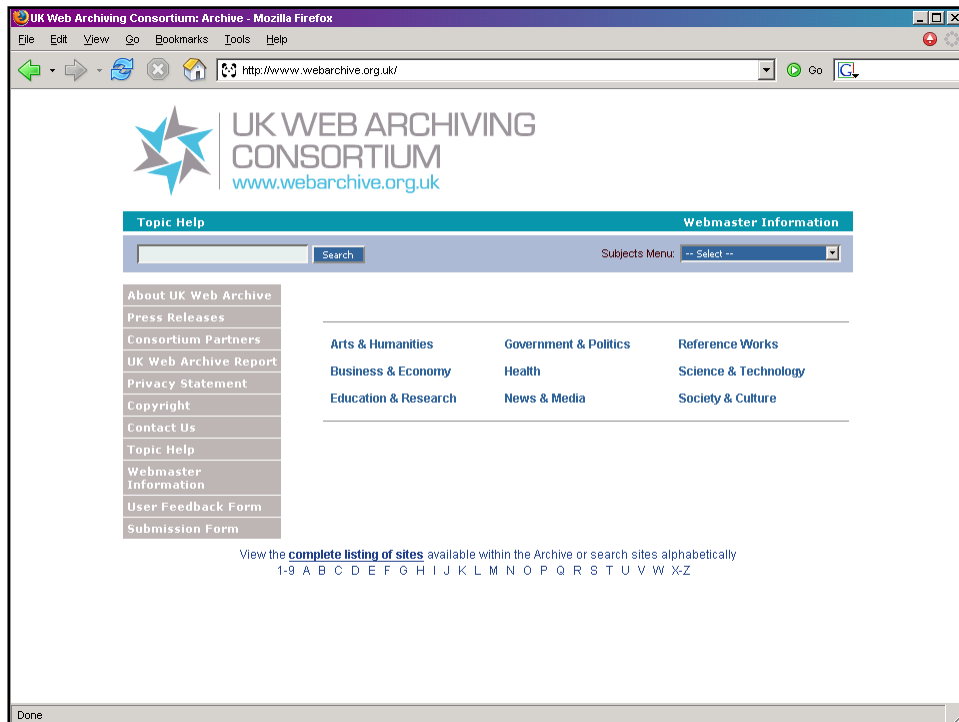 UK Web Archiving Consortium: Archive - Mozilla Firefox
File Edit View Go Bookmarks Tools Help
http://www.webarchive.org.uk/ Go G
UK WEB ARCHIVING
CONSORTIUM
www.webarchive.org.uk
Topic Help Webmaster Information
Search Subjects Menu: -- Select --
About UK Web Archive
Press Releases
Consortium Partners
UK Web Archive Report
Privacy Statement
Copyright
Contact Us
Topic Help
Webmaster
Information
User Feedback Form
Submission Form
Arts & Humanities Government & Politics Reference Works
Business & Economy Health Science & Technology
Education & Research News & Media Society & Culture
View the complete listing of sites available within the Archive or search sites alphabetically
1-9 A B C D E F G H I J K L M N O P Q R S T U V W X-Z
Done